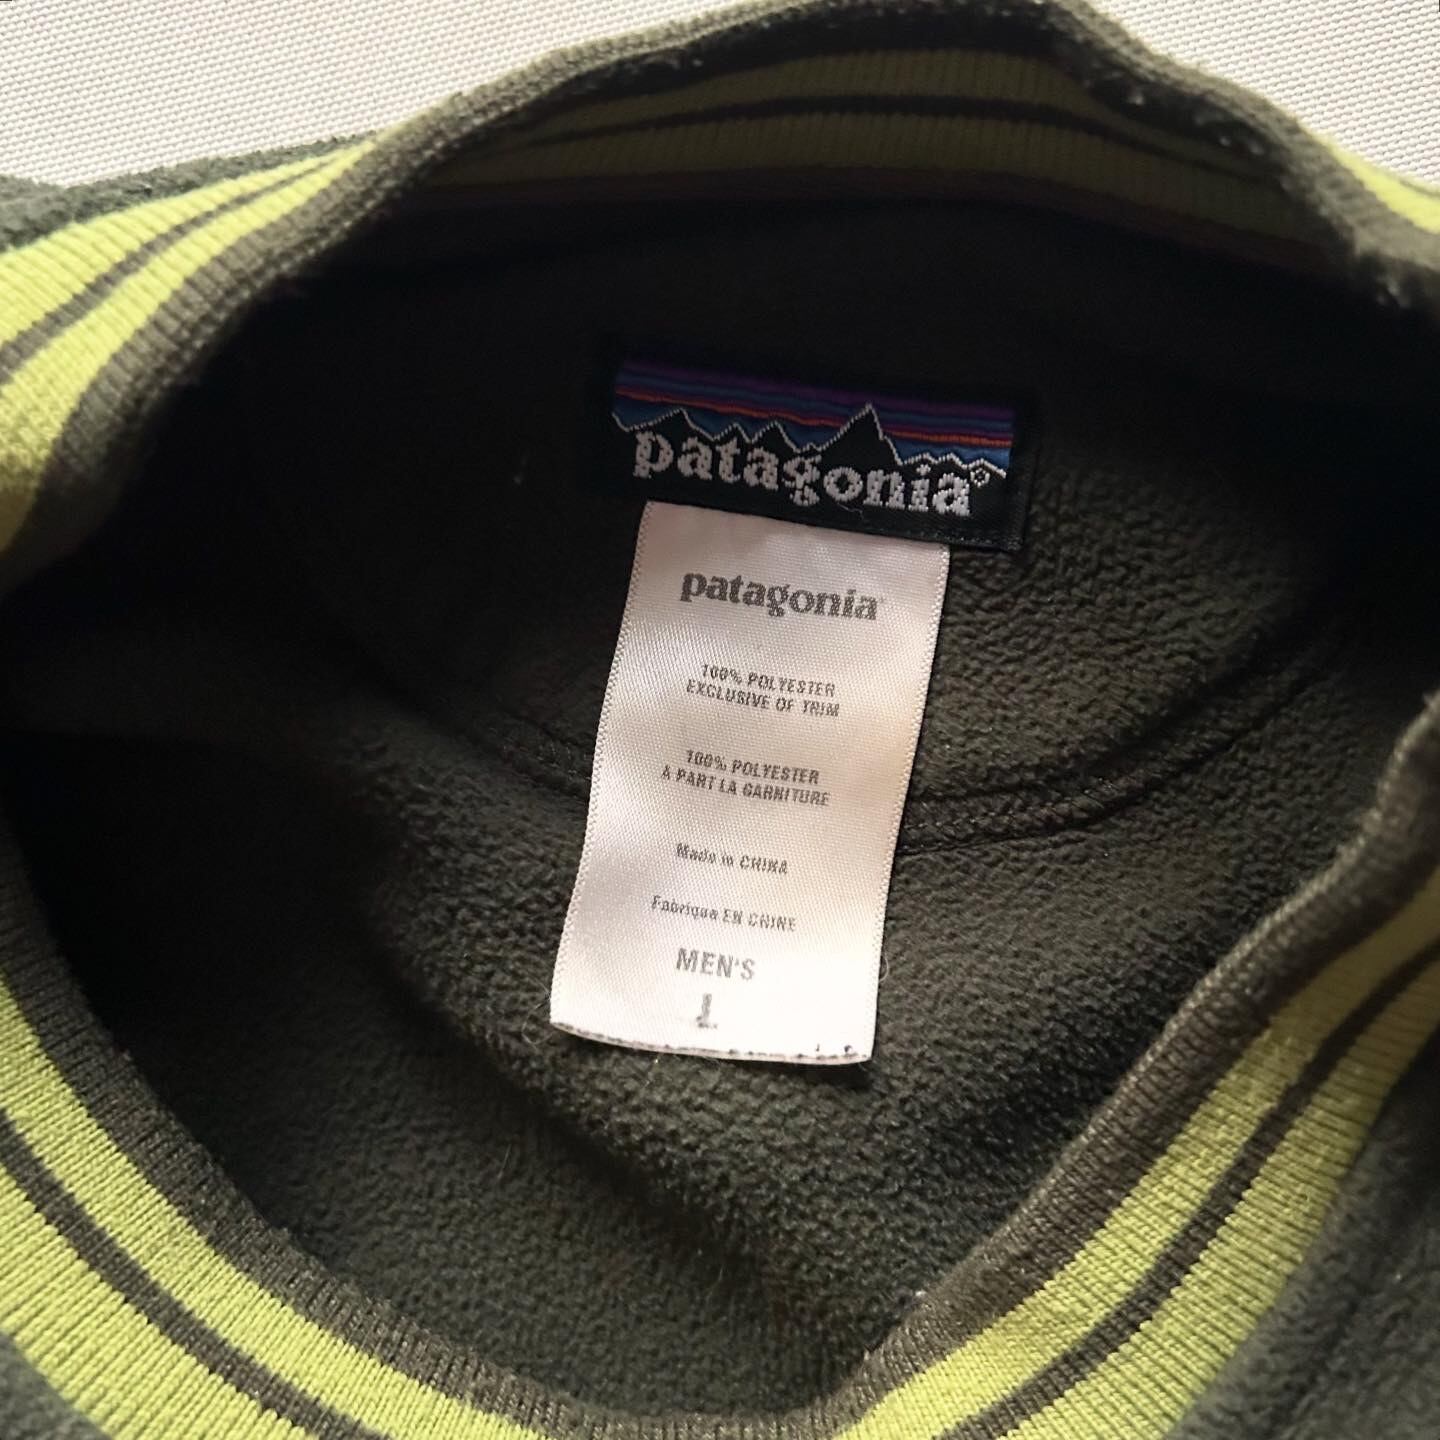 patagonia®
patagonia
100% POLYESTER
EXCLUSIVE OF TRIM
100% POLYESTER
À PART LA GARNITURE
Made in CHINA
Fabriqué EN CHINE
MEN'S
L